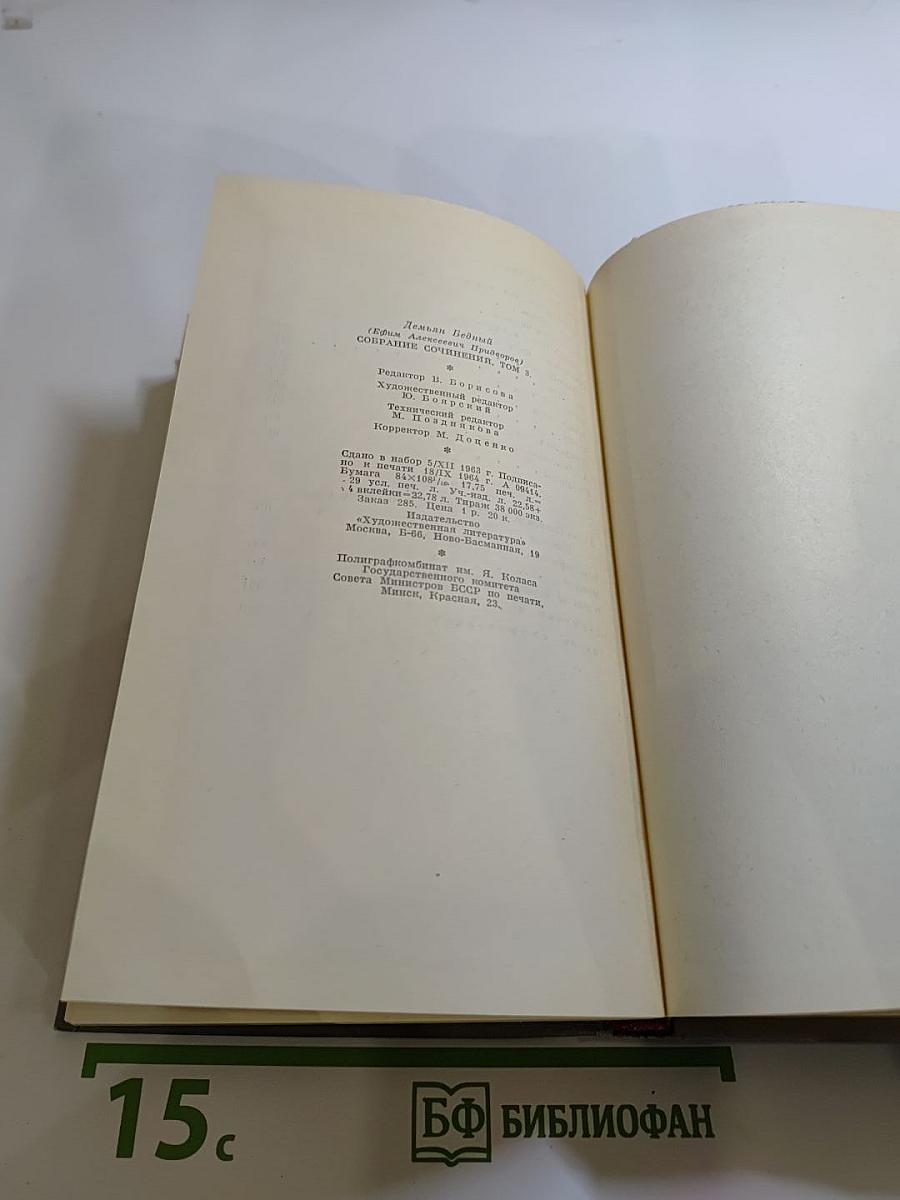 Демьян Бедный
(Ефим Алексеевич Придворов)
СОБРАНИЕ СОЧИНЕНИЙ. ТОМ 3.
*
Редактор В. Борисова
Художественный редактор
Ю. Боярский
Технический редактор
М. Позднякова
Корректор М. Доценко
*
Сдано в набор 5/XII 1963 г. Подписа-
но к печати 18/IX 1964 г. А 09414.
Бумага 84×108¹/₁₆. 17,75 печ. л.=
29 усл. печ. л. Уч.-изд. л. 22,58+
4 вклейки=22,78 л. Тираж 38 000 экз.
Заказ 285. Цена 1 р. 20 к.
Издательство
«Художественная литература»
Москва, Б-66, Ново-Басманная, 19
*
Полиграфкомбинат им. Я. Коласа
Государственного комитета
Совета Министров БССР по печати,
Минск, Красная, 23.
15 с
БФ БИБЛИОФАН